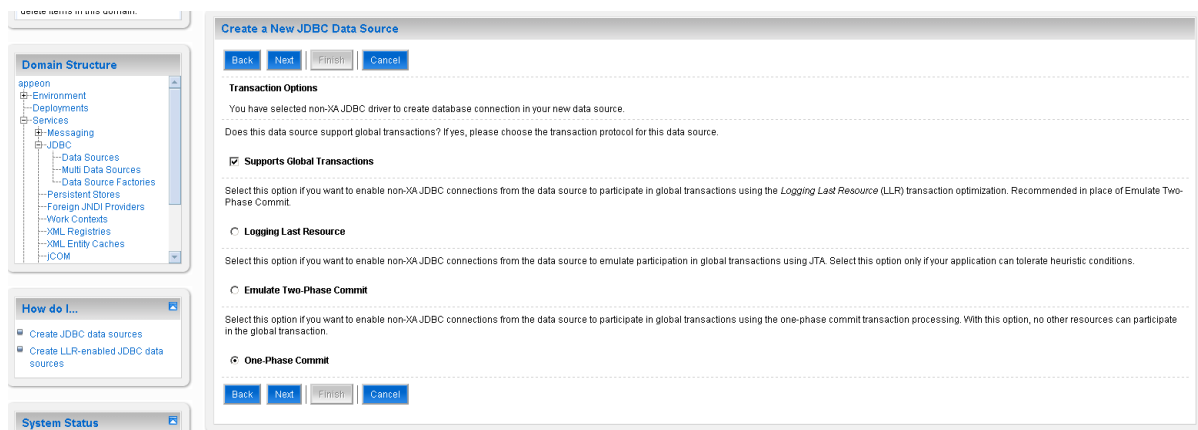 delete items in this domain.
Domain Structure
appeon
Environment
Deployments
Services
Messaging
JDBC
Data Sources
Multi Data Sources
Data Source Factories
Persistent Stores
Foreign JNDI Providers
Work Contexts
XML Registries
XML Entity Caches
jCOM
How do I...
Create JDBC data sources
Create LLR-enabled JDBC data
sources
System Status
Create a New JDBC Data Source
Back Next Finish Cancel
Transaction Options
You have selected non-XA JDBC driver to create database connection in your new data source.
Does this data source support global transactions? If yes, please choose the transaction protocol for this data source.
Supports Global Transactions
Select this option if you want to enable non-XA JDBC connections from the data source to participate in global transactions using the Logging Last Resource (LLR) transaction optimization. Recommended in place of Emulate Two-
Phase Commit.
Logging Last Resource
Select this option if you want to enable non-XA JDBC connections from the data source to emulate participation in global transactions using JTA. Select this option only if your application can tolerate heuristic conditions.
Emulate Two-Phase Commit
Select this option if you want to enable non-XA JDBC connections from the data source to participate in global transactions using the one-phase commit transaction processing. With this option, no other resources can participate
in the global transaction.
One-Phase Commit
Back Next Finish Cancel